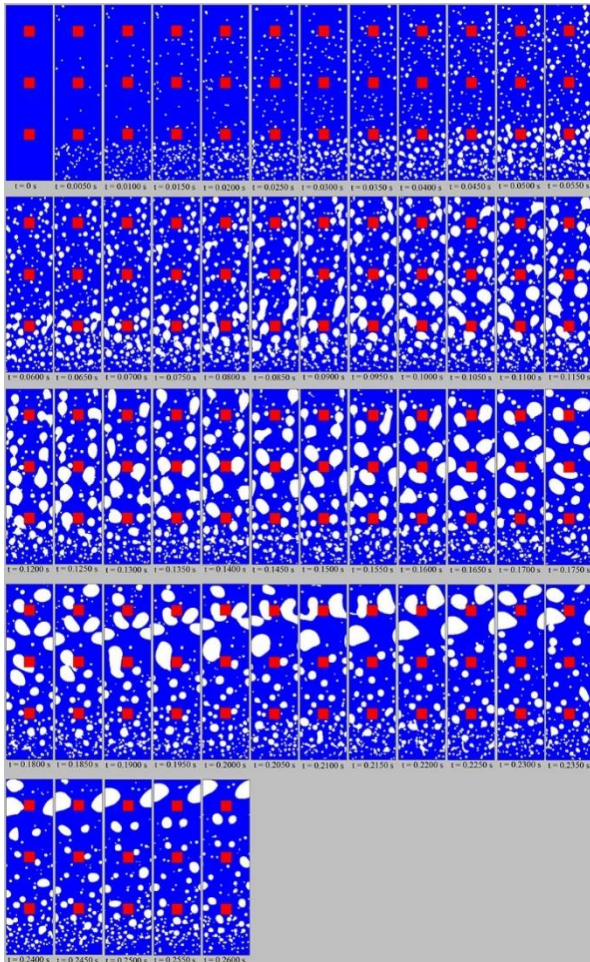 t = 0 s t = 0.0050 s t = 0.0100 s t = 0.0150 s t = 0.0200 s t = 0.0250 s t = 0.0300 s t = 0.0350 s t = 0.0400 s t = 0.0450 s t = 0.0500 s t = 0.0550 s
t = 0.0600 s t = 0.0650 s t = 0.0700 s t = 0.0750 s t = 0.0800 s t = 0.0850 s t = 0.0900 s t = 0.0950 s t = 0.1000 s t = 0.1050 s t = 0.1100 s t = 0.1150 s
t = 0.1200 s t = 0.1250 s t = 0.1300 s t = 0.1350 s t = 0.1400 s t = 0.1450 s t = 0.1500 s t = 0.1550 s t = 0.1600 s t = 0.1650 s t = 0.1700 s t = 0.1750 s
t = 0.1800 s t = 0.1850 s t = 0.1900 s t = 0.1950 s t = 0.2000 s t = 0.2050 s t = 0.2100 s t = 0.2150 s t = 0.2200 s t = 0.2250 s t = 0.2300 s t = 0.2350 s
t = 0.2400 s t = 0.2450 s t = 0.2500 s t = 0.2550 s t = 0.2600 s